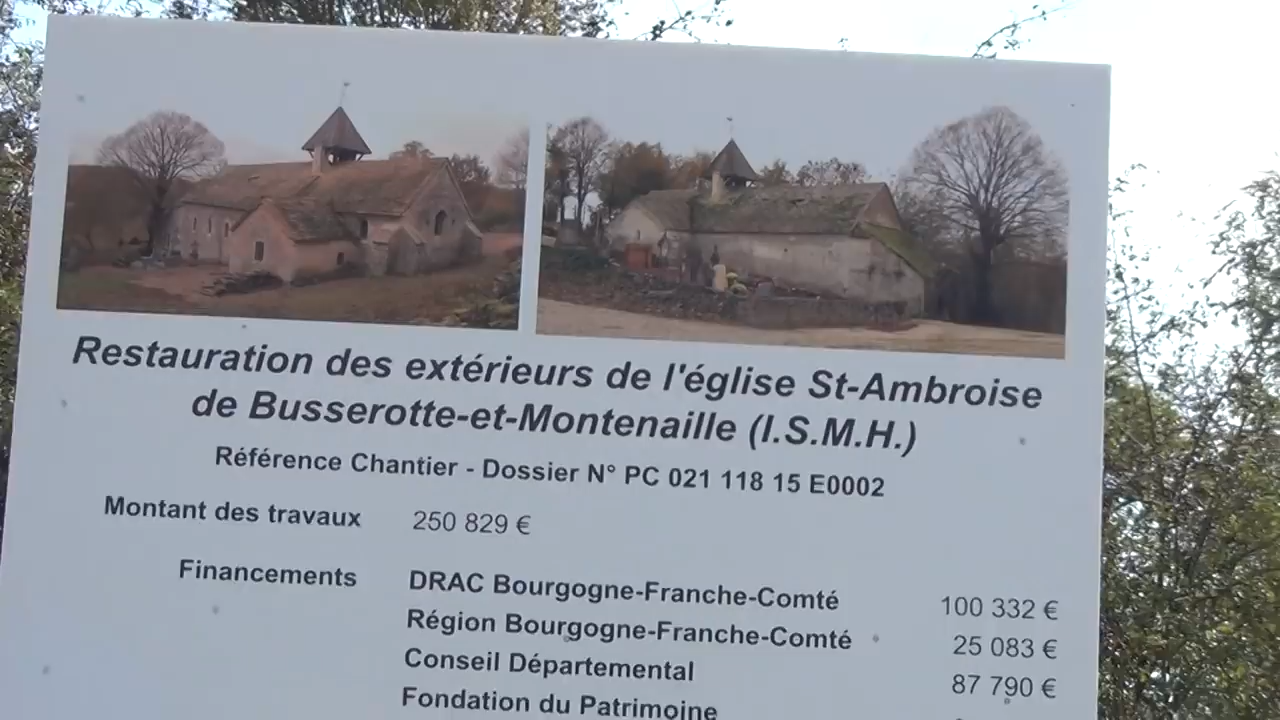 Restauration des extérieurs de l'église St-Ambroise
de Busserotte-et-Montenaille (I.S.M.H.)
Référence Chantier - Dossier N° PC 021 118 15 E0002
Montant des travaux 250 829 €
Financements DRAC Bourgogne-Franche-Comté 100 332 €
Région Bourgogne-Franche-Comté 25 083 €
Conseil Départemental 87 790 €
Fondation du Patrimoine